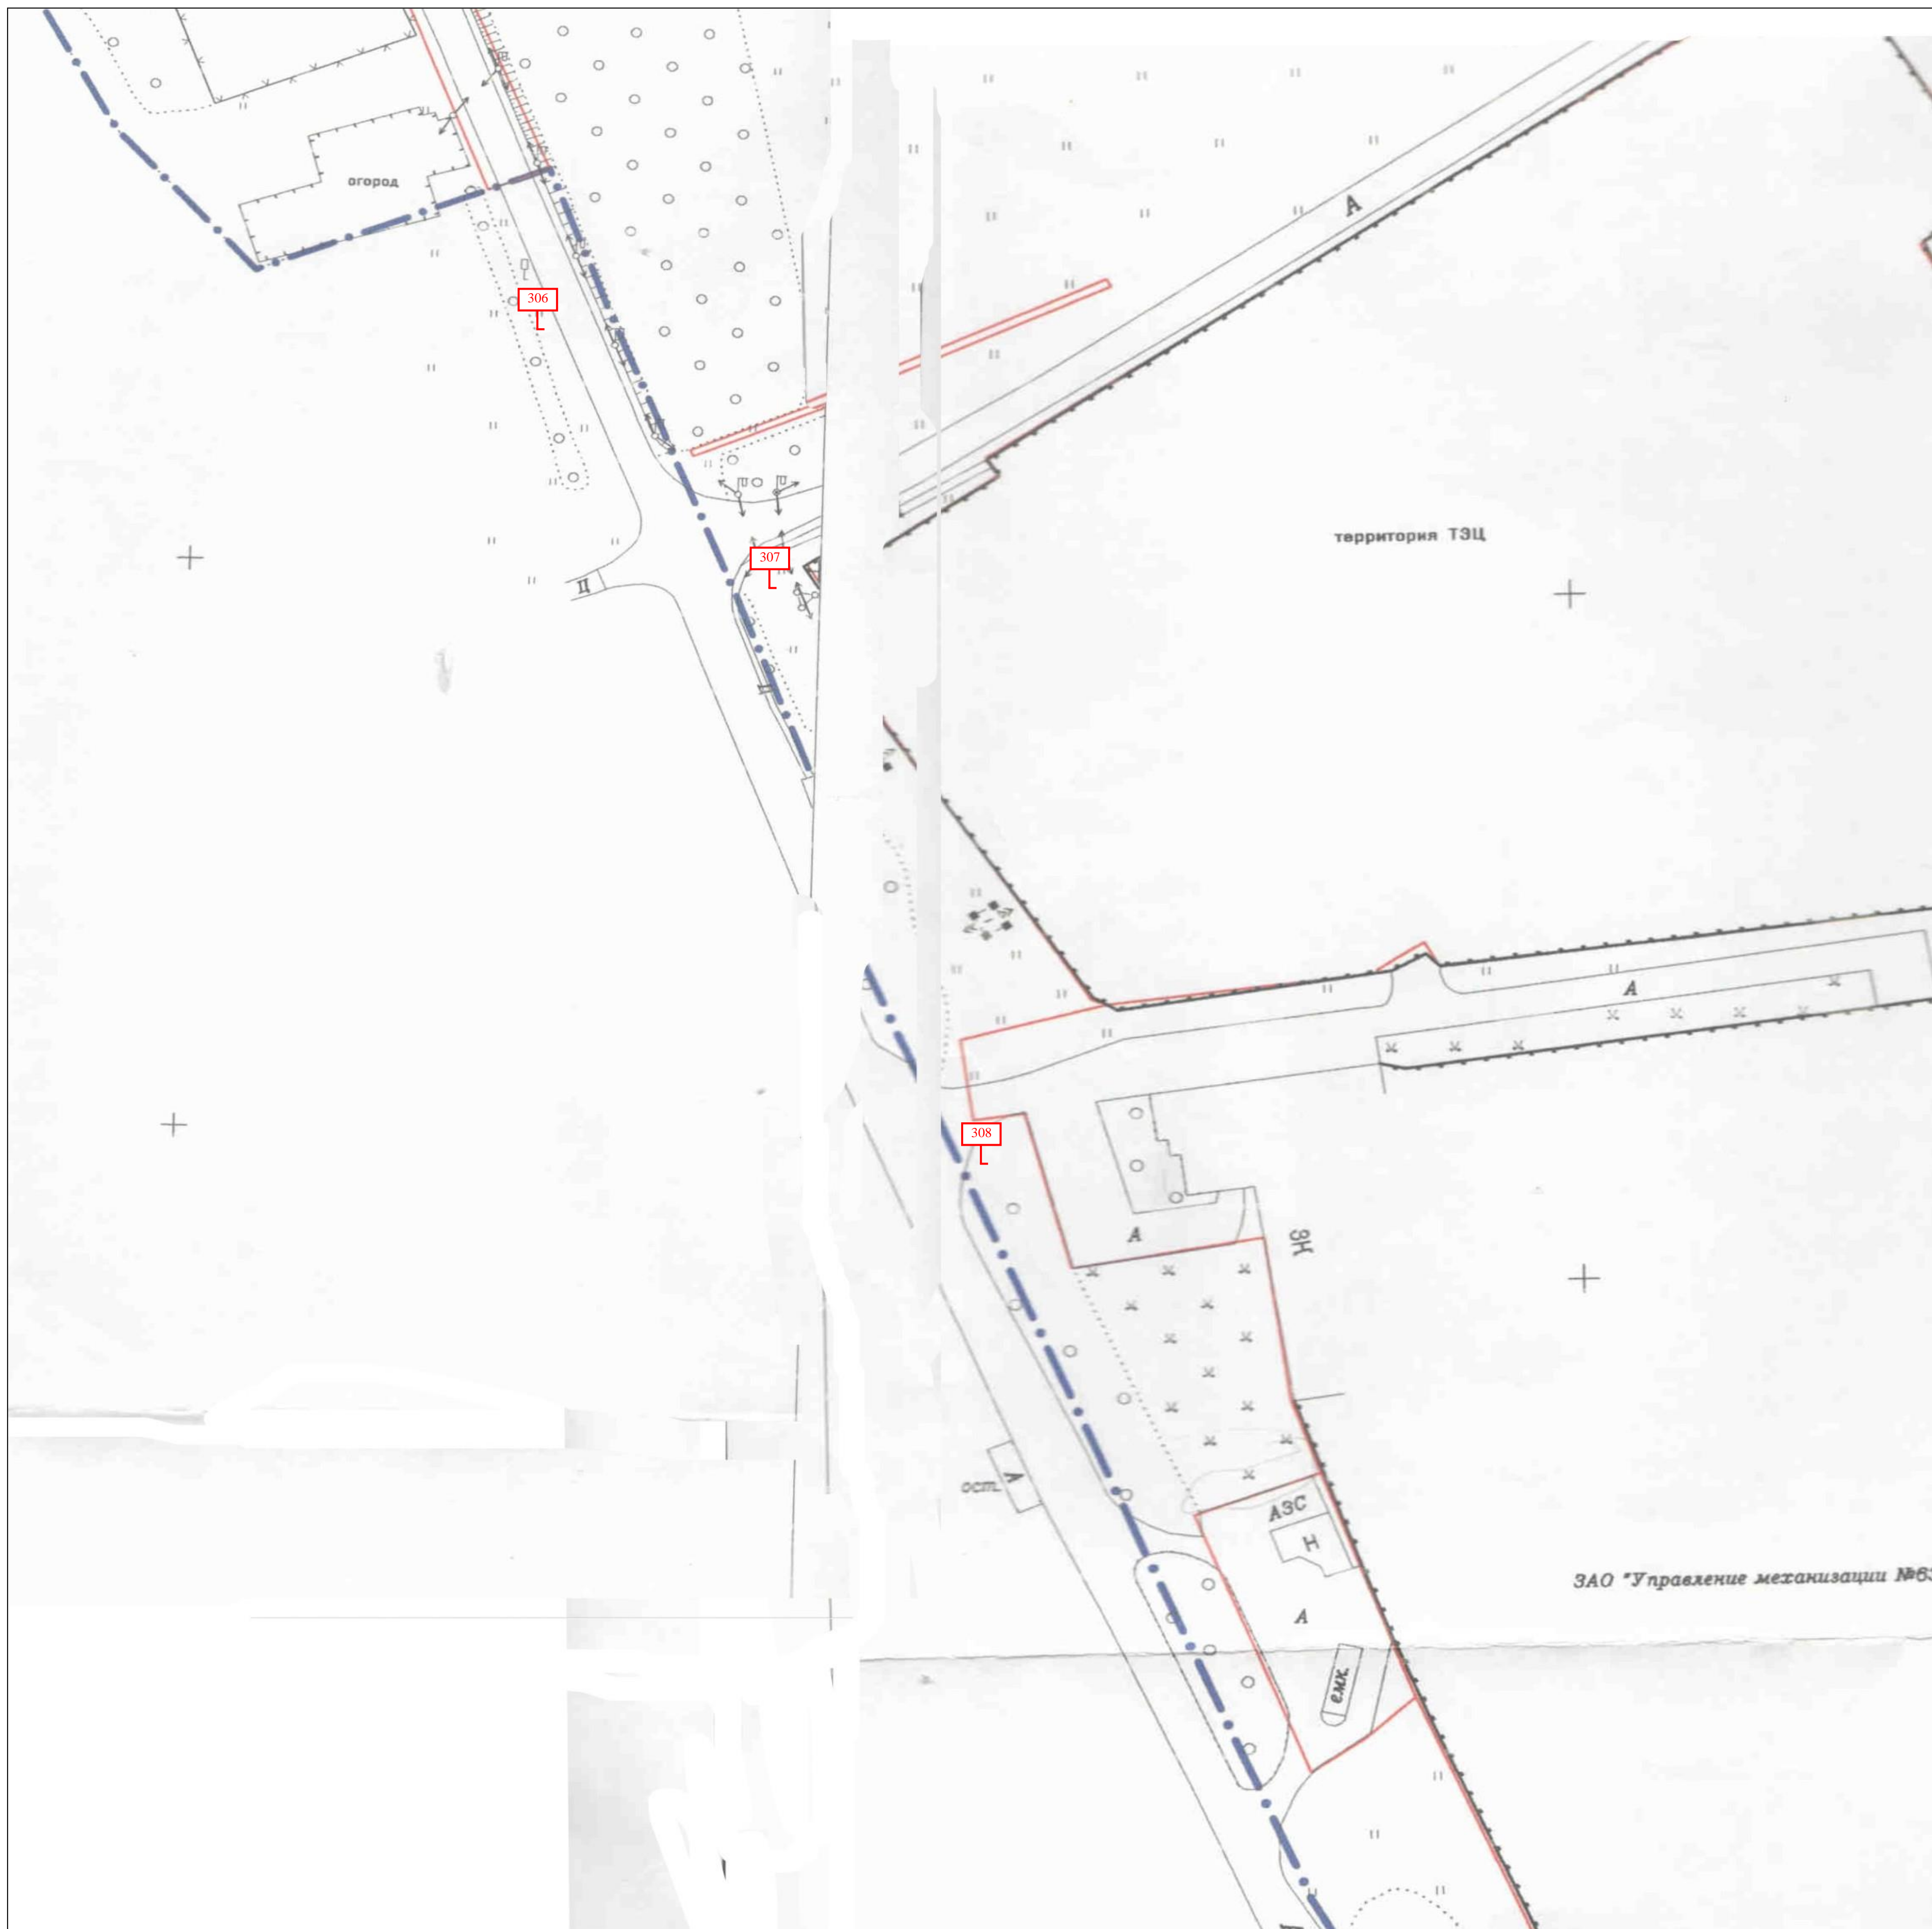 огород
306
А
территория ТЭЦ
307
Ц
Ц
А
308
А
ЗН
ост.
А
АЗС
Н
ЗАО "Управление механизации №63
А
емк.